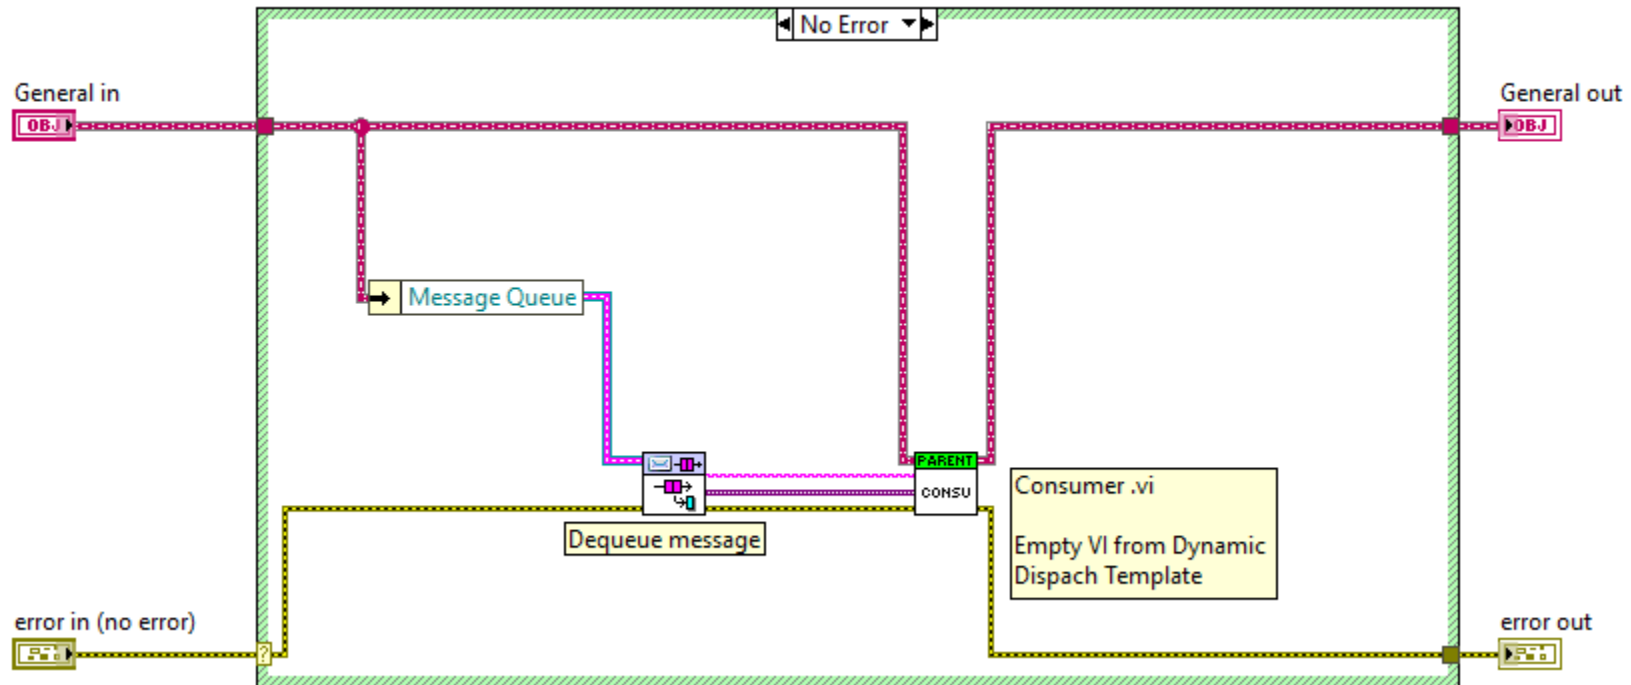 No Error
General in
General out
OBJ
OBJ
Message Queue
PARENT
CONSU
Consumer .vi
Empty VI from Dynamic
Dispach Template
Dequeue message
error in (no error)
error out
?